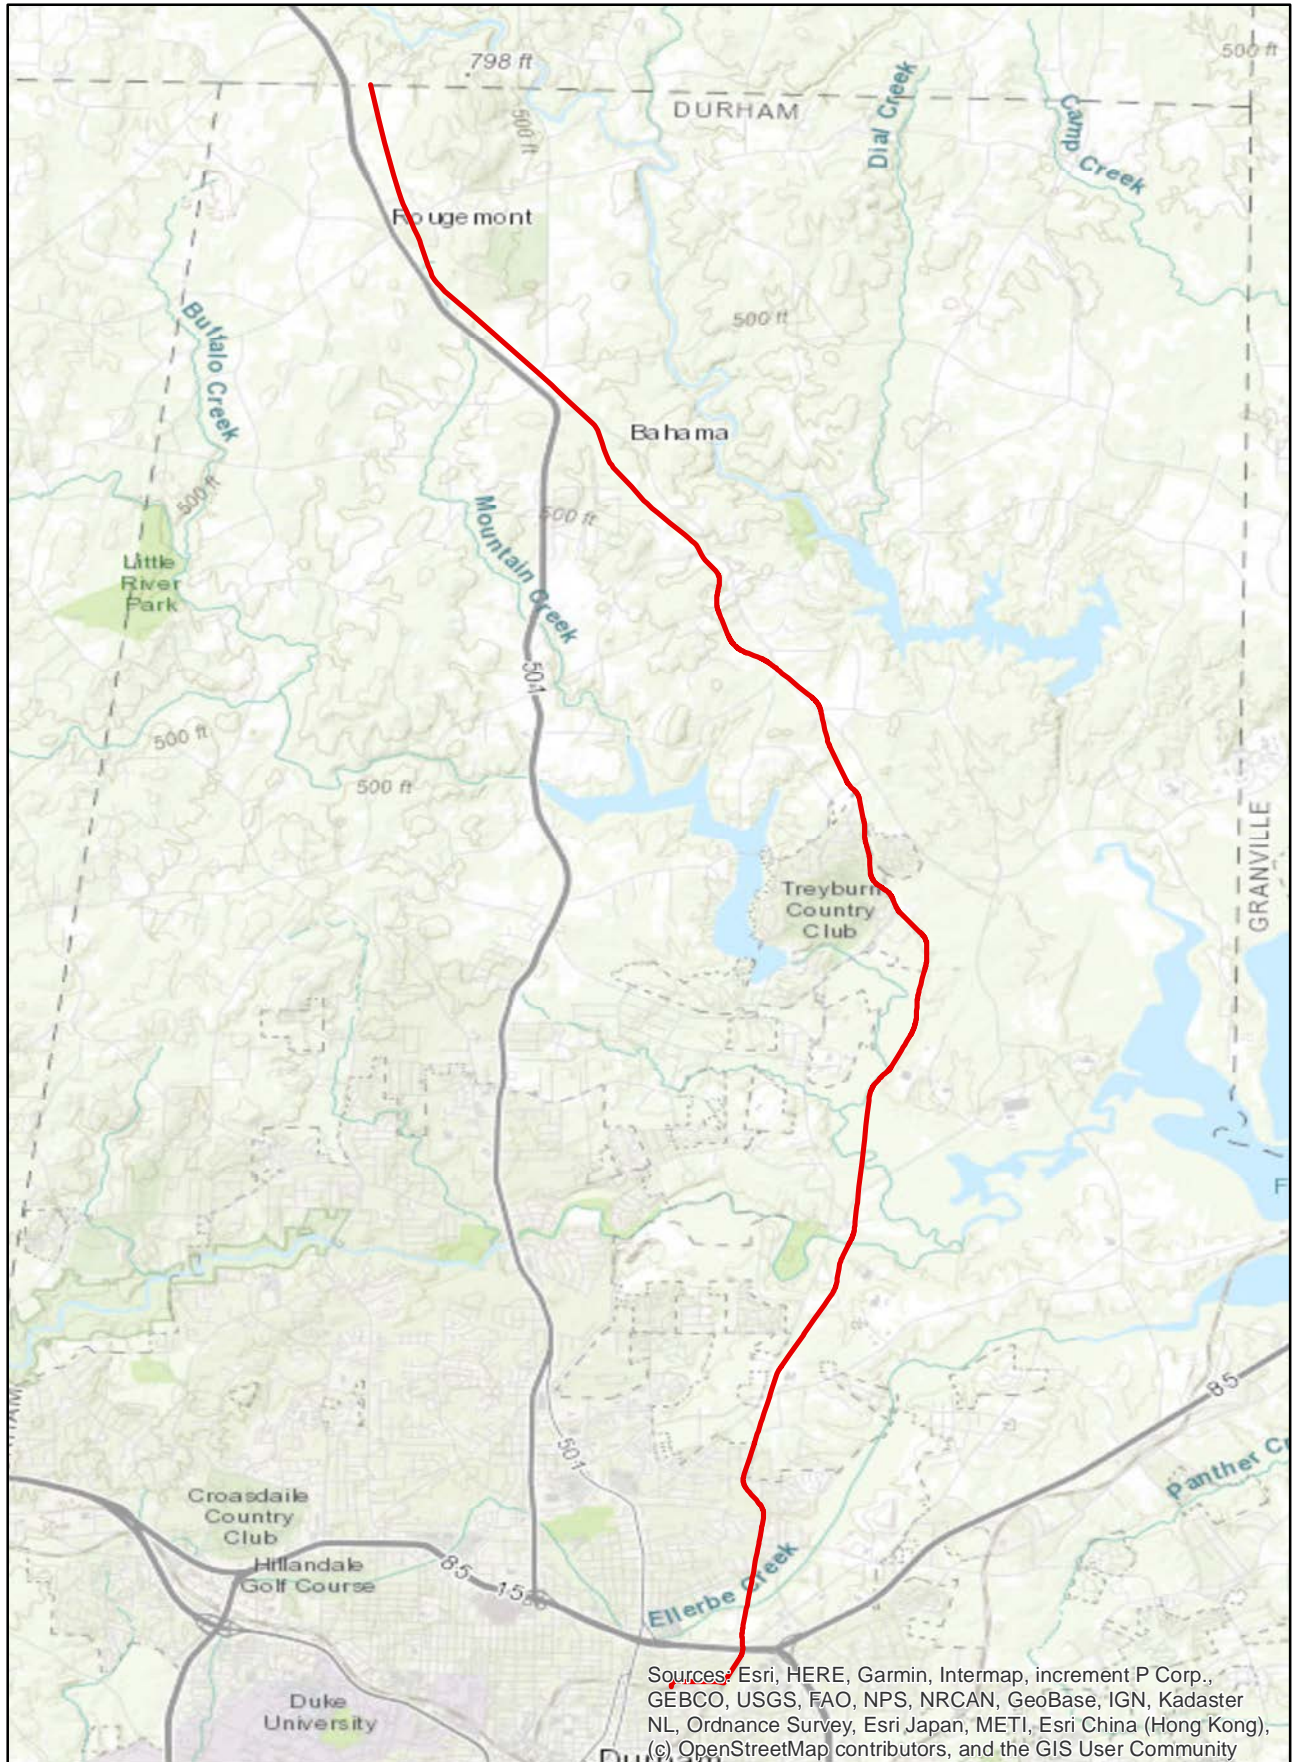 798 ft
500 ft
500 ft
DURHAM
Dial Creek
Camp Creek
Rougemont
500 ft
Buffalo Creek
Bahama
500 ft
500 ft
Mountain Creek
Little
River
Park
501
500 ft
500 ft
GRANVILLE
Treyburn
Country
Club
F
85
501
Panther Cr
Croasdaile
Country
Club
Hillandale
Golf Course
85
15
Ellerbe Creek
Duke
University
Sources: Esri, HERE, Garmin, Intermap, increment P Corp.,
GEBCO, USGS, FAO, NPS, NRCAN, GeoBase, IGN, Kadaster
NL, Ordnance Survey, Esri Japan, METI, Esri China (Hong Kong),
(c) OpenStreetMap contributors, and the GIS User Community
Durham